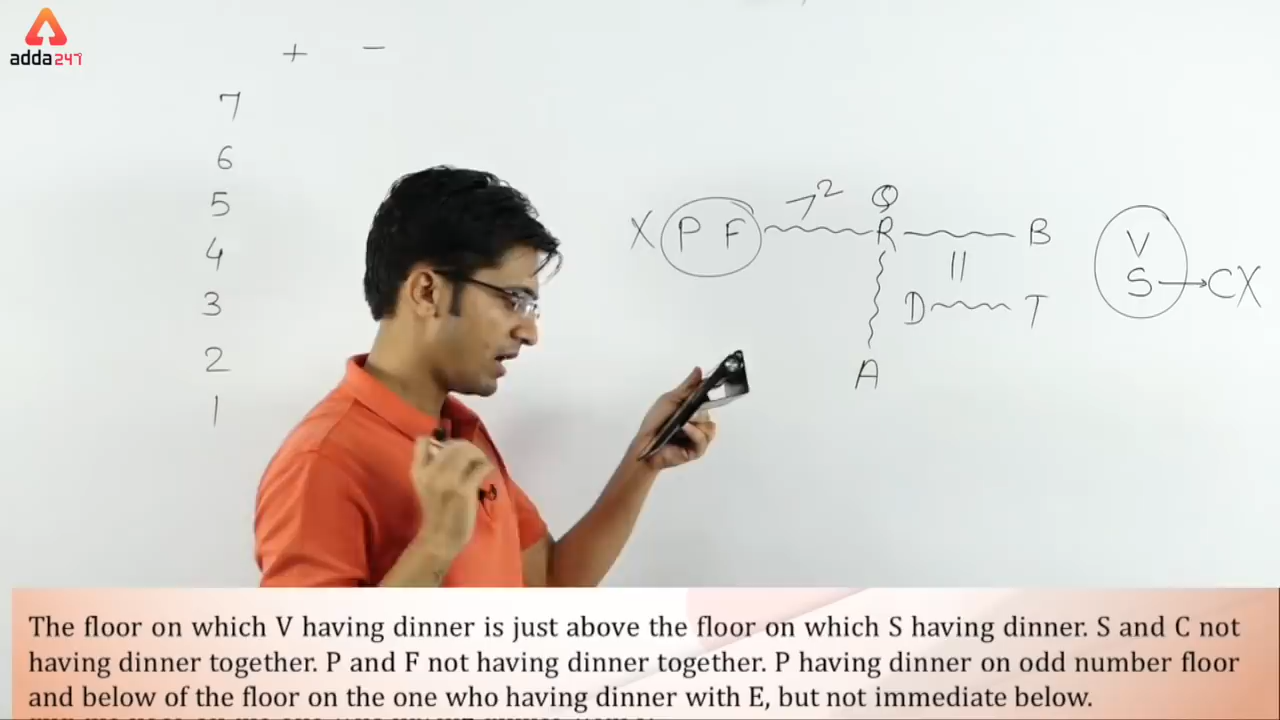 adda247
+ -
7
6
5
4
3
2
1
X P F >2 Q
R B
D = T
A
V
S → C X
The floor on which V having dinner is just above the floor on which S having dinner. S and C not
having dinner together. P and F not having dinner together. P having dinner on odd number floor
and below of the floor on the one who having dinner with E, but not immediate below.